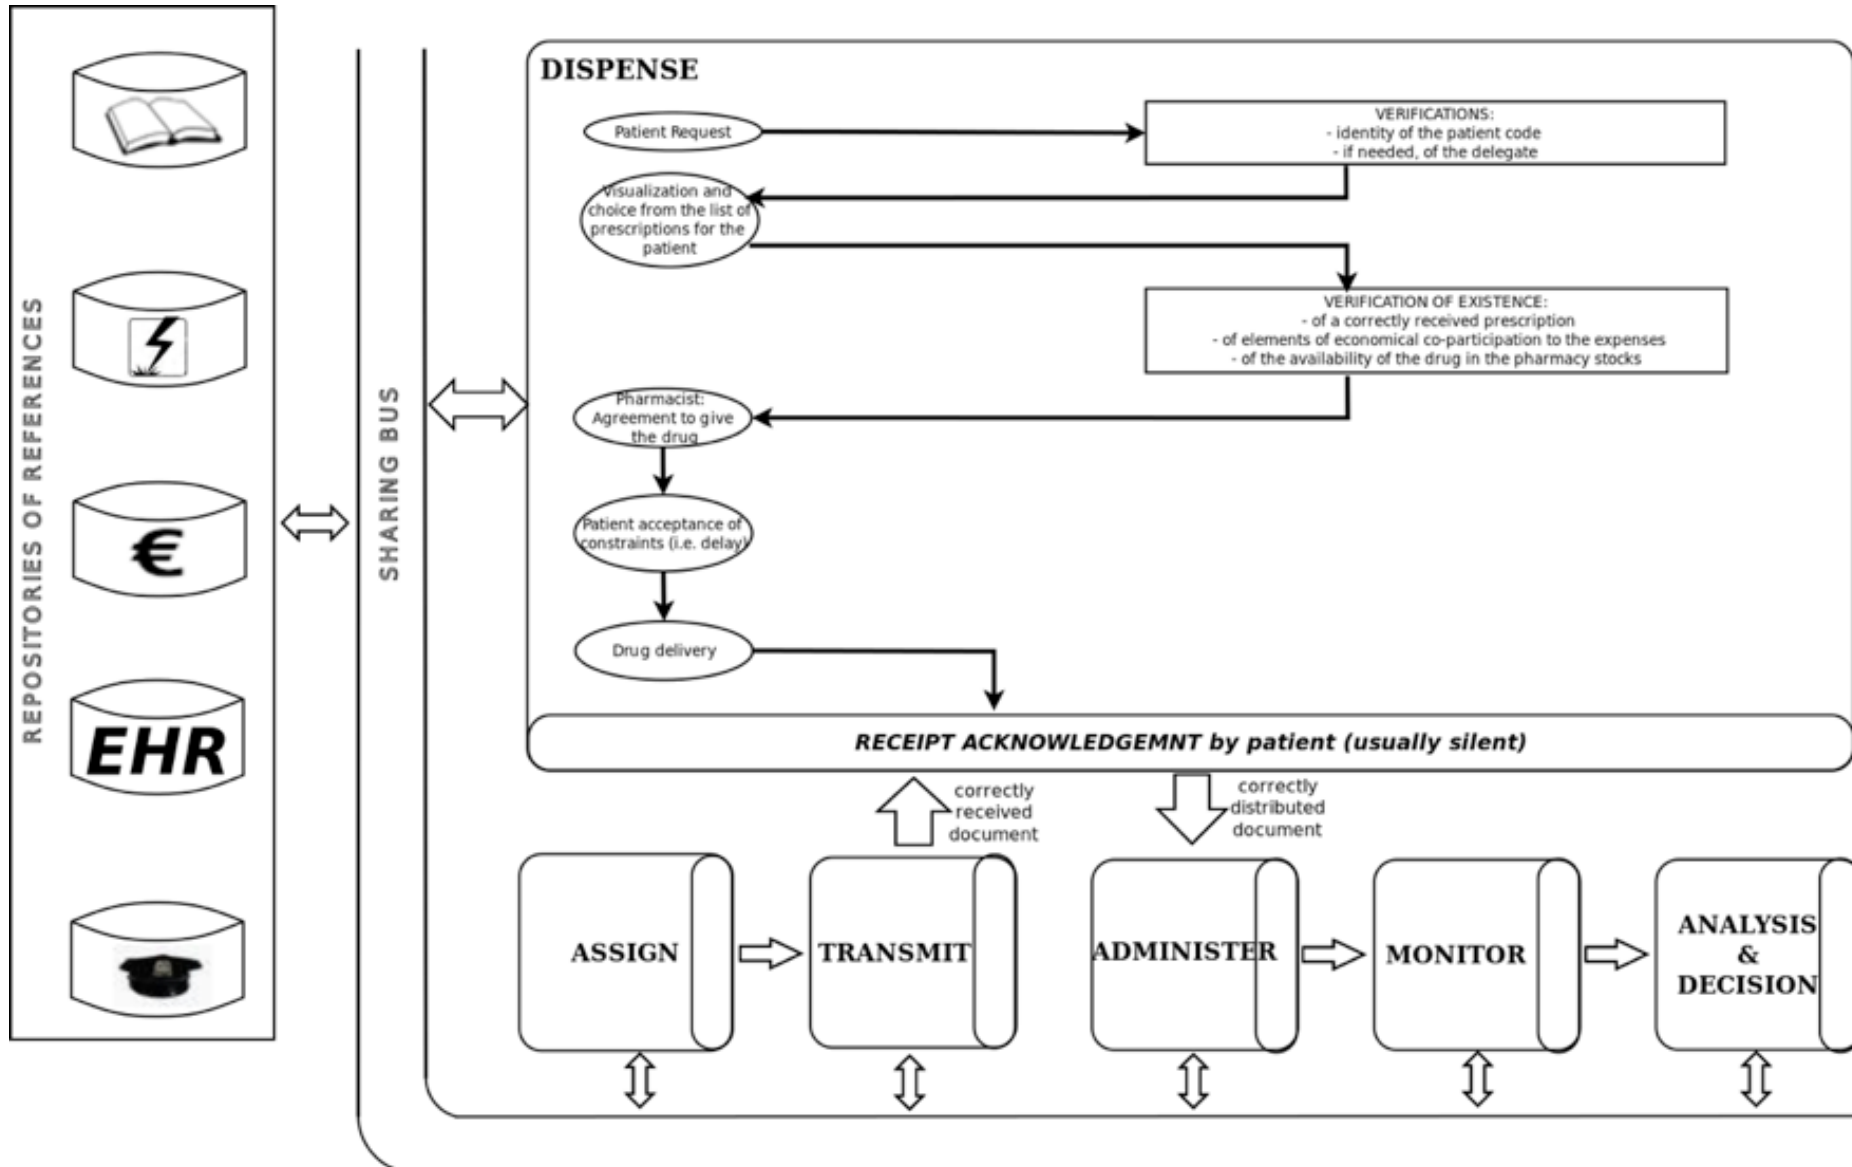 REPOSITORIES OF REFERENCES
€
EHR
SHARING BUS
DISPENSE
Patient Request
VERIFICATIONS:
- identity of the patient code
- if needed, of the delegate
Visualization and
choice from the list of
prescriptions for the
patient
VERIFICATION OF EXISTENCE:
- of a correctly received prescription
- of elements of economical co-participation to the expenses
- of the availability of the drug in the pharmacy stocks
Pharmacist:
Agreement to give
the drug
Patient acceptance of
constraints (i.e. delay)
Drug delivery
RECEIPT ACKNOWLEDGEMNT by patient (usually silent)
correctly
received
document
correctly
distributed
document
ASSIGN
TRANSMIT
ADMINISTER
MONITOR
ANALYSIS
&
DECISION